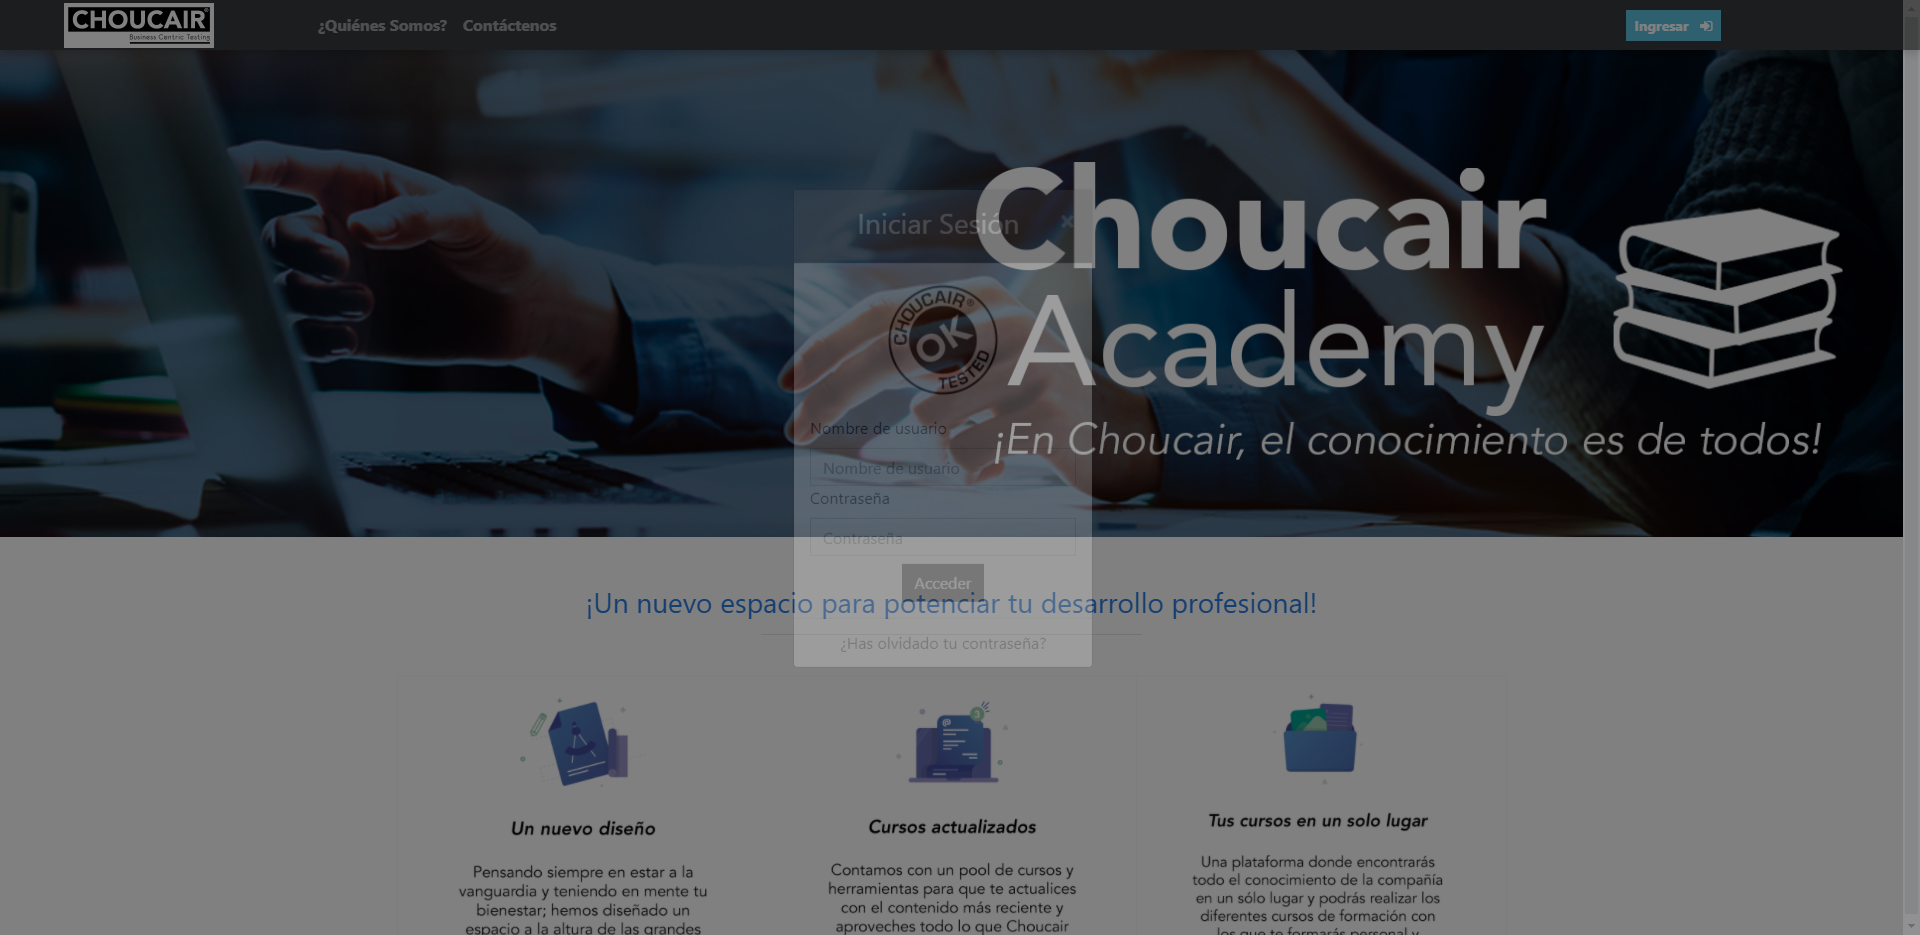 CHOUCAIR®
Business Centric Testing
¿Quiénes Somos?
Contáctenos
Ingresar
Choucair
Academy
¡En Choucair, el conocimiento es de todos!
Iniciar Sesión
×
CHOUCAIR®
OK
TESTED
Nombre de usuario
Nombre de usuario
Contraseña
Contraseña
Acceder
¿Has olvidado tu contraseña?
¡Un nuevo espacio para potenciar tu desarrollo profesional!
Un nuevo diseño
Pensando siempre en estar a la
vanguardia y teniendo en mente tu
bienestar; hemos diseñado un
espacio a la altura de las grandes
3
Cursos actualizados
Contamos con un pool de cursos y
herramientas para que te actualices
con el contenido más reciente y
aproveches todo lo que Choucair
Tus cursos en un solo lugar
Una plataforma donde encontrarás
todo el conocimiento de la compañía
en un sólo lugar y podrás realizar los
diferentes cursos de formación con
los que te formarás personal y